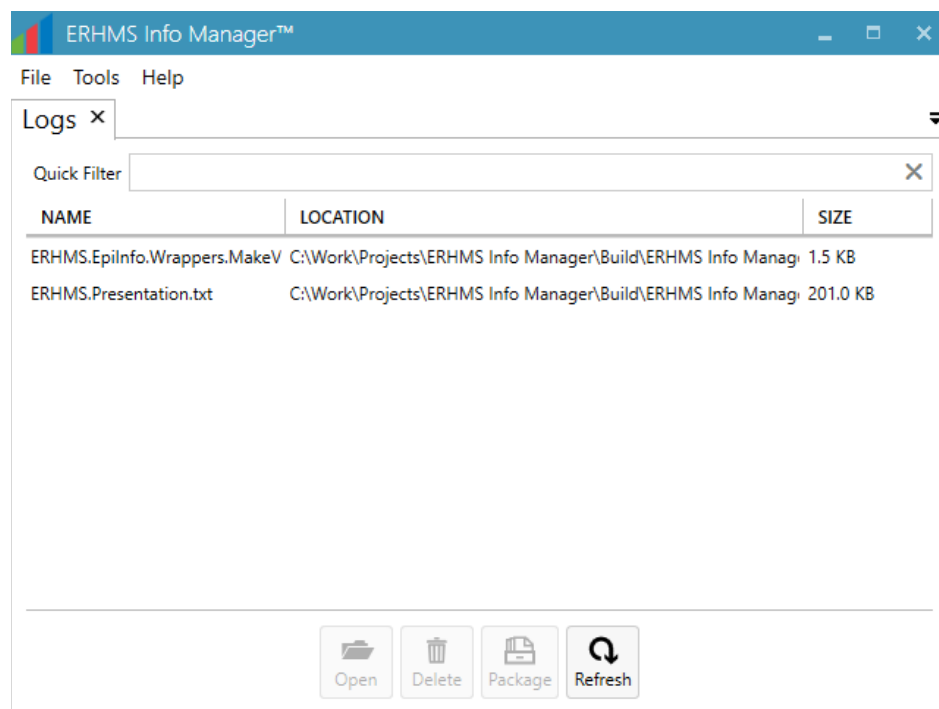 ERHMS Info Manager™
File Tools Help
Logs
Quick Filter
NAME LOCATION SIZE
ERHMS.EpiInfo.Wrappers.MakeV C:\Work\Projects\ERHMS Info Manager\Build\ERHMS Info Manag 1.5 KB
ERHMS.Presentation.txt C:\Work\Projects\ERHMS Info Manager\Build\ERHMS Info Manag 201.0 KB
Open Delete Package Refresh